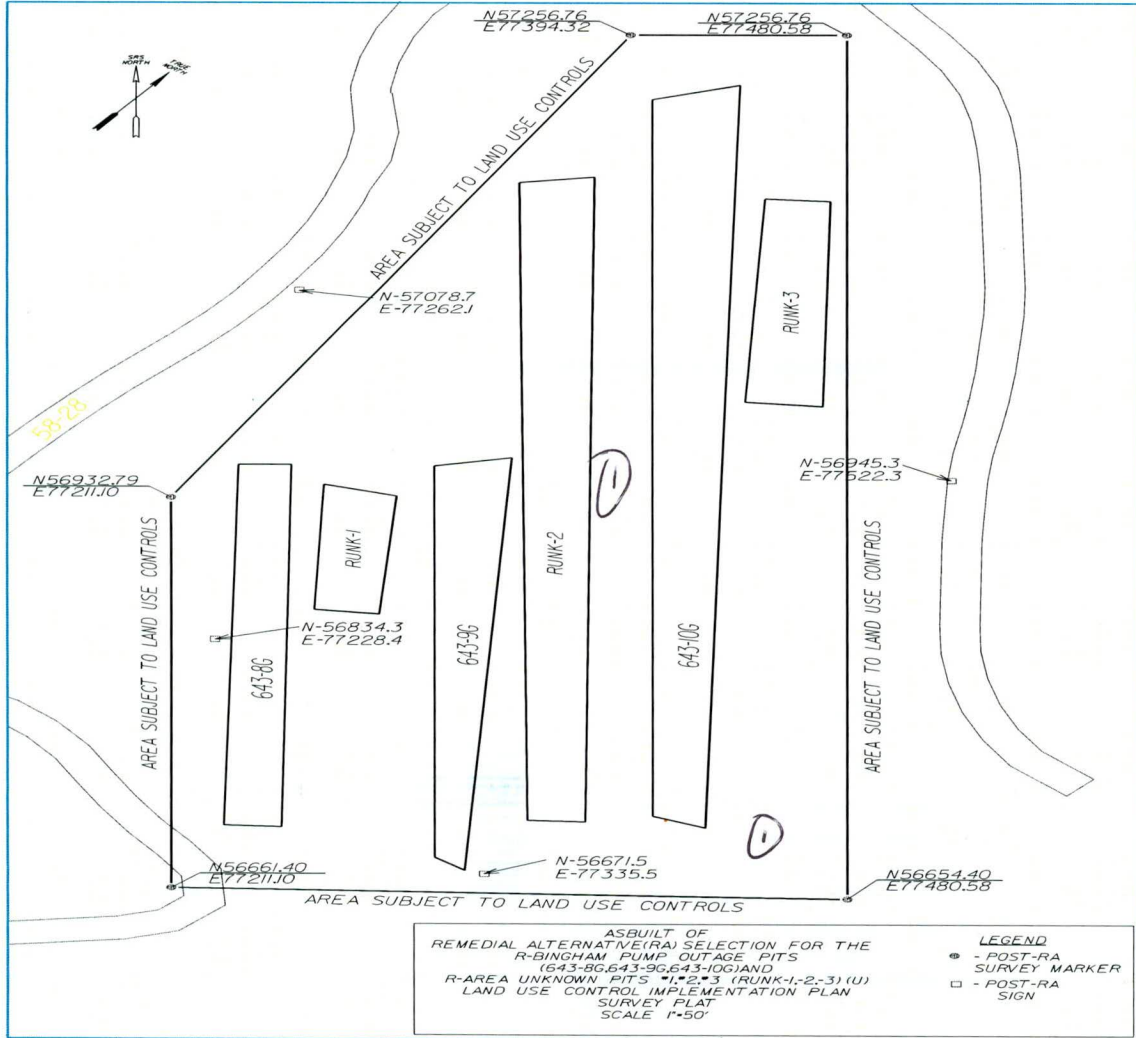 N57256.76
E77394.32
N57256.76
E77480.58
SRS
NORTH
TRUE
NORTH
AREA SUBJECT TO LAND USE CONTROLS
N-57078.7
E-77262.1
RUNK-3
58-28
N56932.79
E77211.10
N-56945.3
E-77522.3
1
RUNK-1
RUNK-2
643-9G
643-10G
643-8G
N-56834.3
E-77228.4
AREA SUBJECT TO LAND USE CONTROLS
AREA SUBJECT TO LAND USE CONTROLS
1
N56661.40
E77211.10
N-56671.5
E-77335.5
N56654.40
E77480.58
AREA SUBJECT TO LAND USE CONTROLS
ASBUILT OF
REMEDIAL ALTERNATIVE(RA) SELECTION FOR THE
R-BINGHAM PUMP OUTAGE PITS
(643-8G,643-9G,643-10G)AND
R-AREA UNKNOWN PITS #1,#2,#3 (RUNK-1,-2,-3) (U)
LAND USE CONTROL IMPLEMENTATION PLAN
SURVEY PLAT
SCALE 1"=50'
LEGEND
- POST-RA
SURVEY MARKER
- POST-RA
SIGN